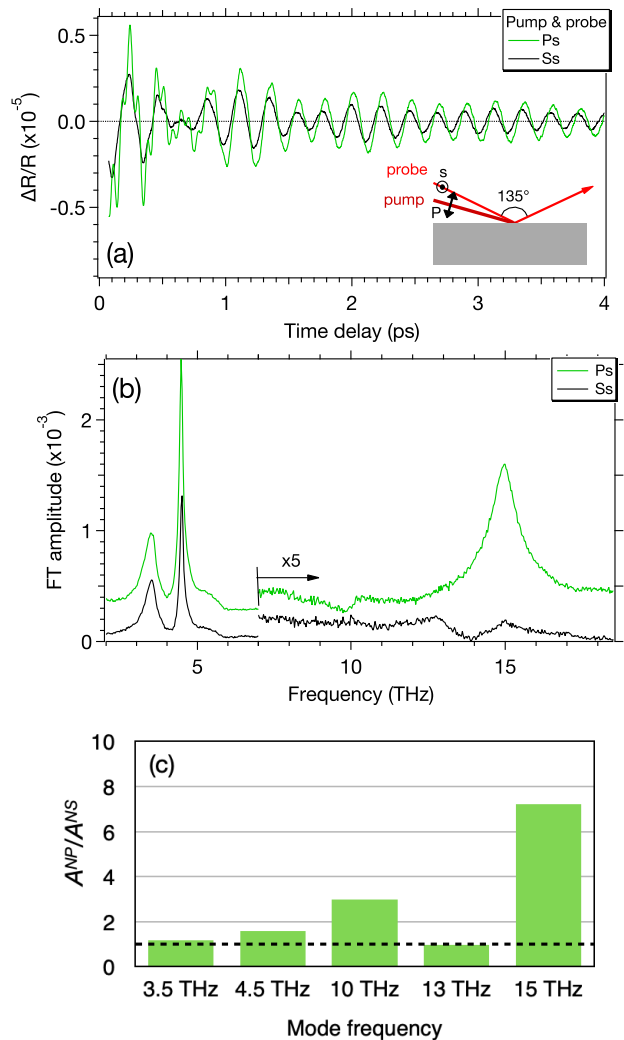 Pump & probe
Ps
Ss
0.5
0.0
-0.5
ΔR/R (x10⁻⁵)
probe
s
135°
pump
P
(a)
0
1
2
3
4
Time delay (ps)
(b)
Ps
Ss
2
1
0
FT amplitude (x10⁻³)
x5
5
10
15
Frequency (THz)
(c)
10
8
6
4
2
0
Aᴺᴾ/Aᴺˢ
3.5 THz 4.5 THz 10 THz 13 THz 15 THz
Mode frequency